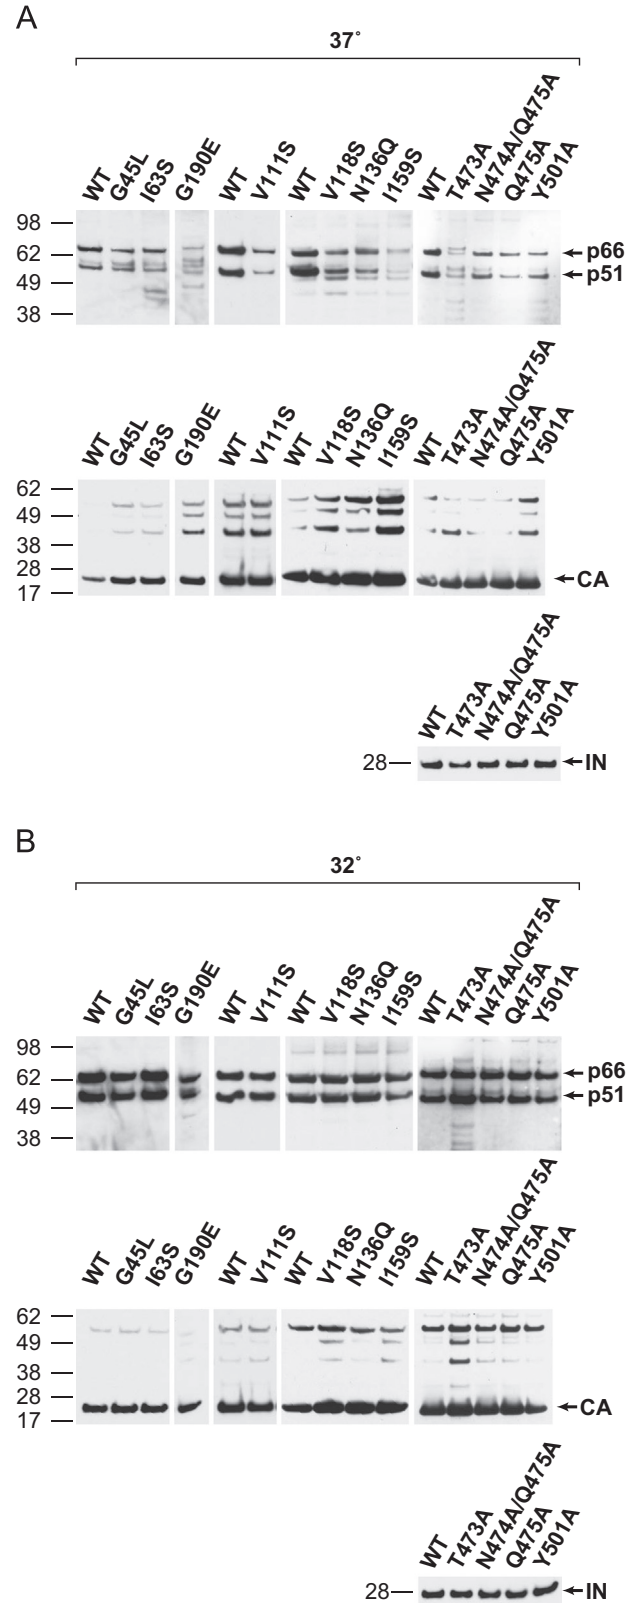 A
37°
WT G45L I63S G190E WT V111S WT V118S N136Q I159S WT T473A N474A/Q475A Q475A Y501A
98
62
49
38
p66
p51
WT G45L I63S G190E WT V111S WT V118S N136Q I159S WT T473A N474A/Q475A Q475A Y501A
62
49
38
28
17
CA
WT T473A N474A/Q475A Q475A Y501A
28
IN
B
32°
WT G45L I63S G190E WT V111S WT V118S N136Q I159S WT T473A N474A/Q475A Q475A Y501A
98
62
49
38
p66
p51
WT G45L I63S G190E WT V111S WT V118S N136Q I159S WT T473A N474A/Q475A Q475A Y501A
62
49
38
28
17
CA
WT T473A N474A/Q475A Q475A Y501A
28
IN